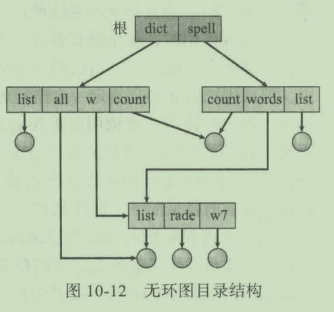 根 dict spell
list all w count count words list
list rade w7
图 10-12 无环图目录结构